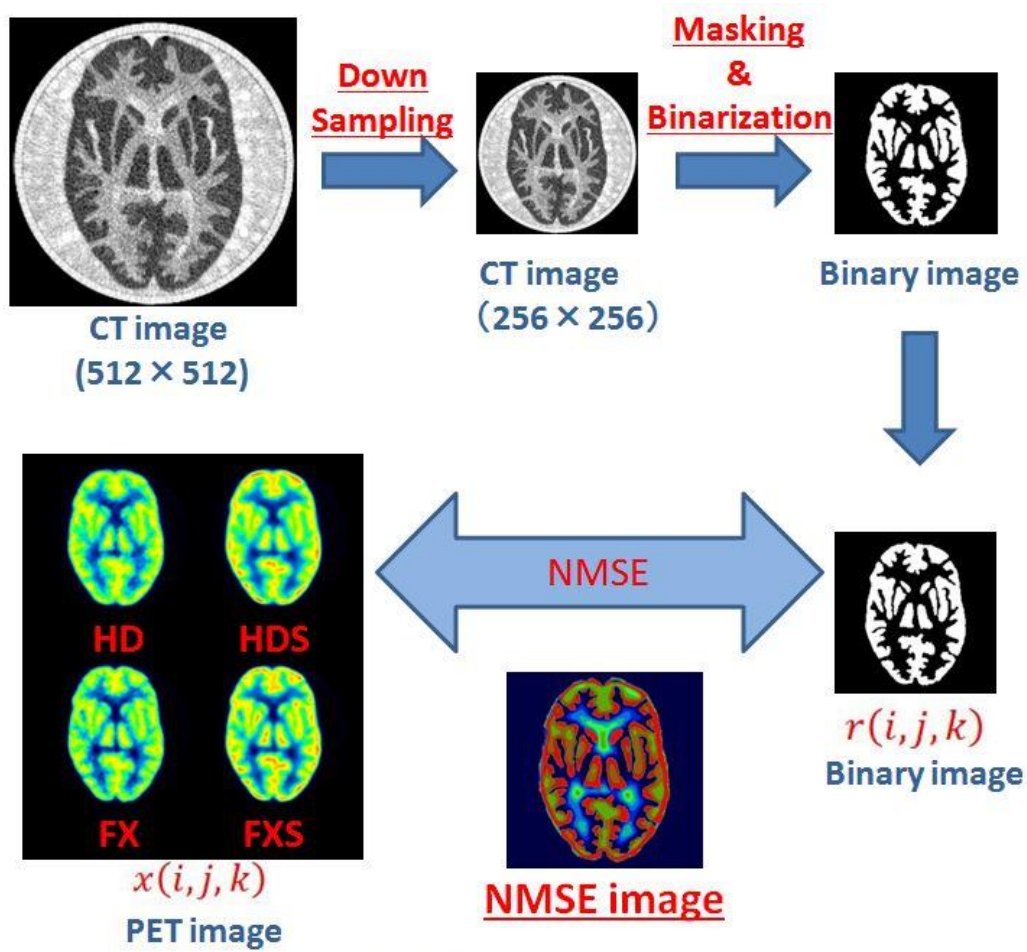 Masking
&
Binarization
Down
Sampling
CT image
(512 × 512)
CT image
(256 × 256)
Binary image
NMSE
HD HDS
FX FXS
x(i, j, k)
PET image
NMSE image
r(i, j, k)
Binary image